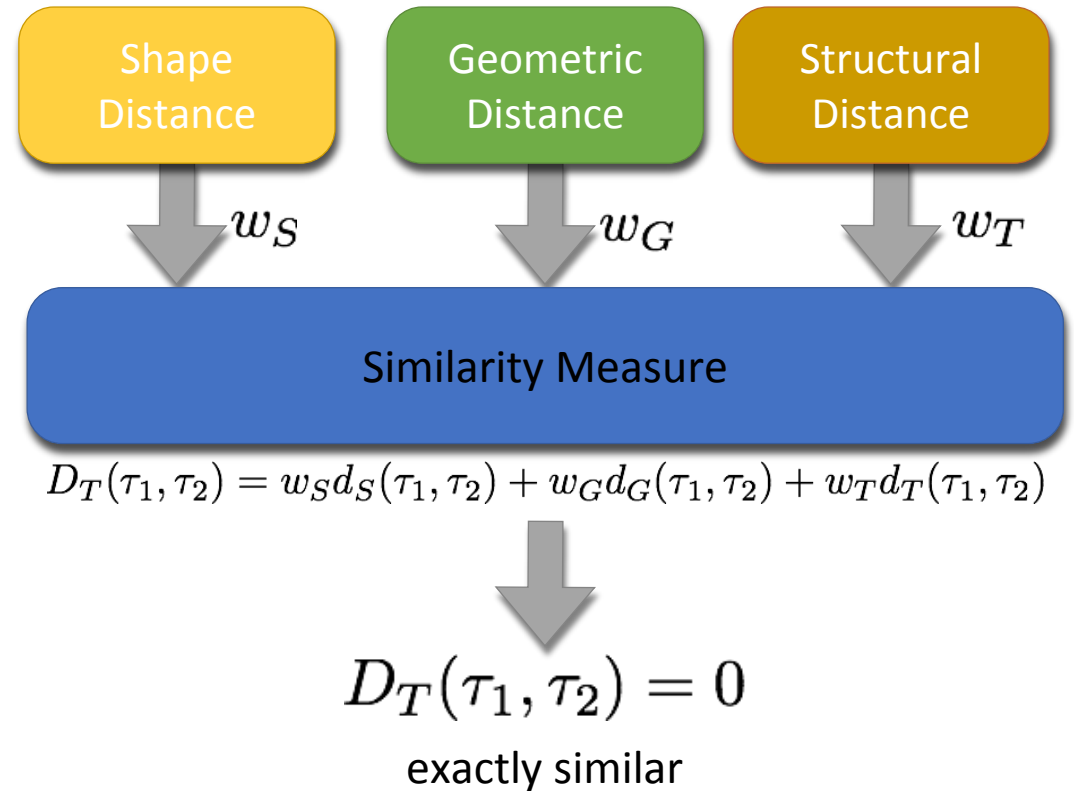 Shape
Distance
Geometric
Distance
Structural
Distance
w_S
w_G
w_T
Similarity Measure
D_T(τ_1, τ_2) = w_S d_S(τ_1, τ_2) + w_G d_G(τ_1, τ_2) + w_T d_T(τ_1, τ_2)
D_T(τ_1, τ_2) = 0
exactly similar